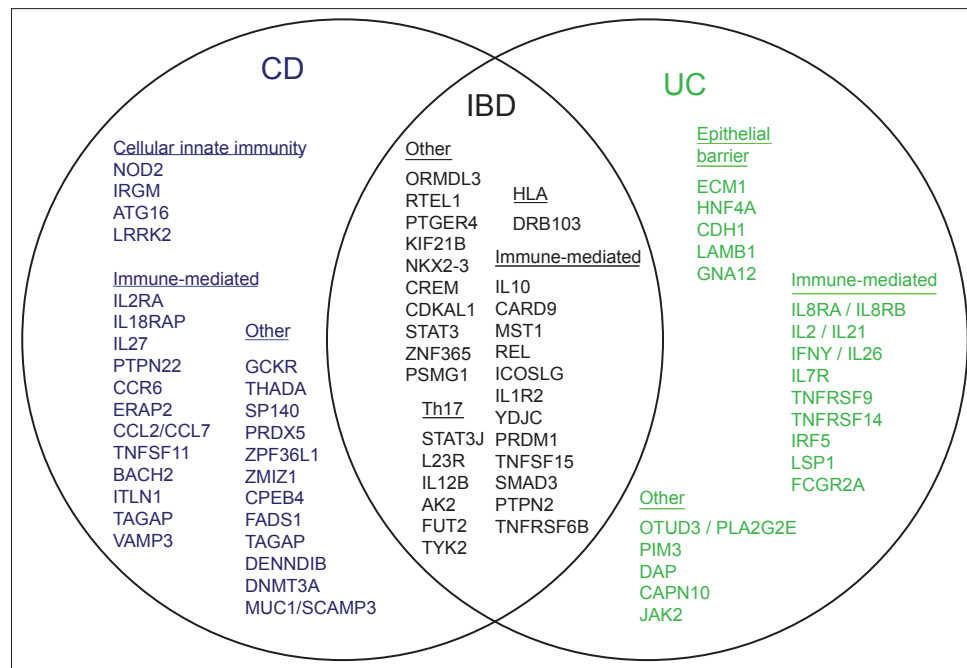 CD
IBD
UC
Cellular innate immunity
NOD2
IRGM
ATG16
LRRK2
Immune-mediated
IL2RA
IL18RAP
IL27
PTPN22
CCR6
ERAP2
CCL2/CCL7
TNFSF11
BACH2
ITLN1
TAGAP
VAMP3
Other
GCKR
THADA
SP140
PRDX5
ZPF36L1
ZMIZ1
CPEB4
FADS1
TAGAP
DENNDIB
DNMT3A
MUC1/SCAMP3
Other
ORMDL3
RTEL1
PTGER4
KIF21B
NKX2-3
CREM
CDKAL1
STAT3
ZNF365
PSMG1
Th17
STAT3J
L23R
IL12B
AK2
FUT2
TYK2
HLA
DRB103
Immune-mediated
IL10
CARD9
MST1
REL
ICOSLG
IL1R2
YDJC
PRDM1
TNFSF15
SMAD3
PTPN2
TNFRSF6B
Epithelial
barrier
ECM1
HNF4A
CDH1
LAMB1
GNA12
Immune-mediated
IL8RA / IL8RB
IL2 / IL21
IFNY / IL26
IL7R
TNFRSF9
TNFRSF14
IRF5
LSP1
FCGR2A
Other
OTUD3 / PLA2G2E
PIM3
DAP
CAPN10
JAK2